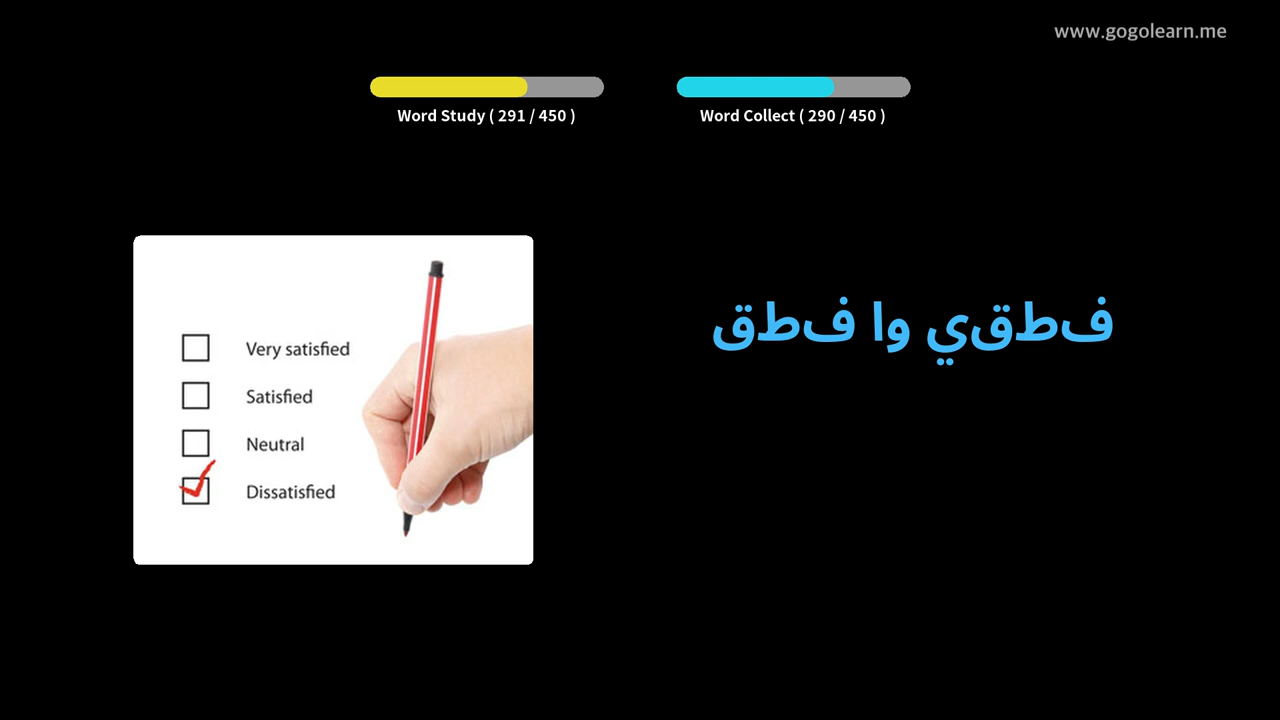 www.gogolearn.me
Word Study ( 291 / 450 )
Word Collect ( 290 / 450 )
فطقي وا فطق
Very satisfied
Satisfied
Neutral
Dissatisfied